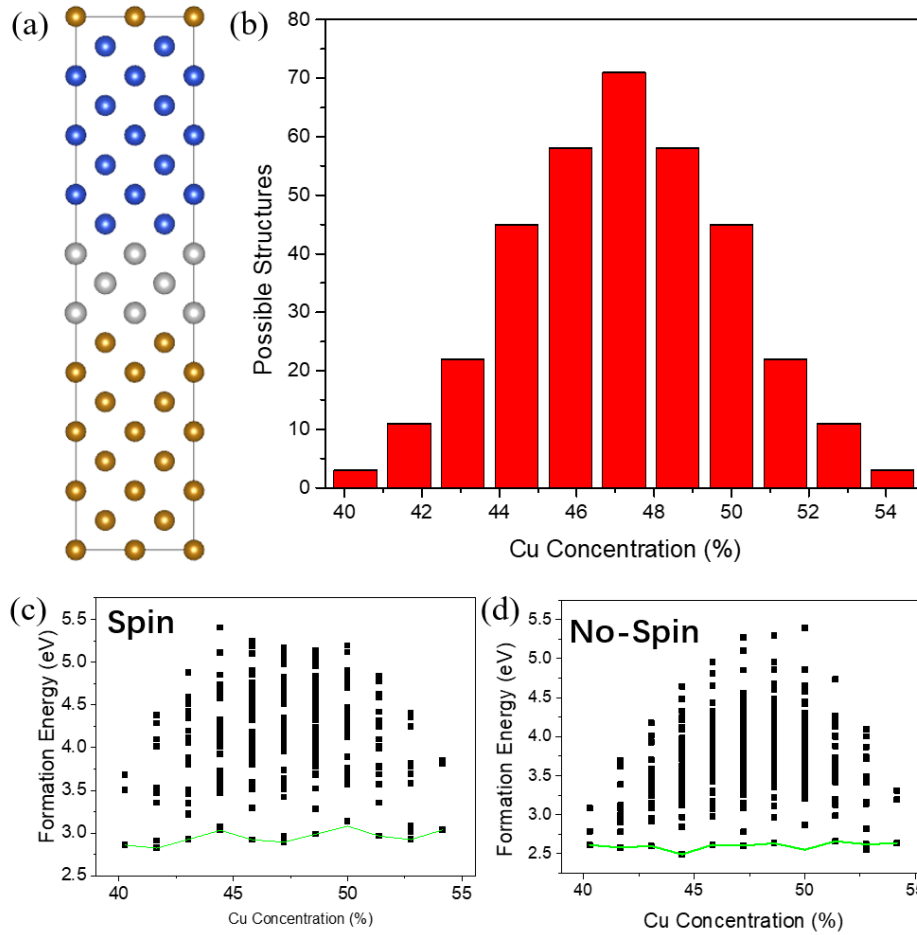 (a)
(b)
80
70
60
50
40
30
20
10
0
Possible Structures
40 42 44 46 48 50 52 54
Cu Concentration (%)
(c)
Spin
5.5
5.0
4.5
4.0
3.5
3.0
2.5
Formation Energy (eV)
40 45 50 55
Cu Concentration (%)
(d)
No-Spin
5.5
5.0
4.5
4.0
3.5
3.0
2.5
Formation Energy (eV)
40 45 50 55
Cu Concentration (%)